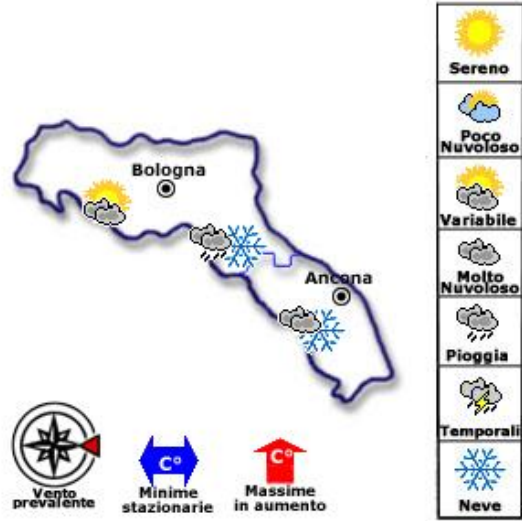 Bologna
Ancona
Sereno
Poco
Nuvoloso
Variabile
Molto
Nuvoloso
Pioggia
Temporali
Neve
Vento
prevalente
C°
Minime
stazionarie
C°
Massime
in aumento